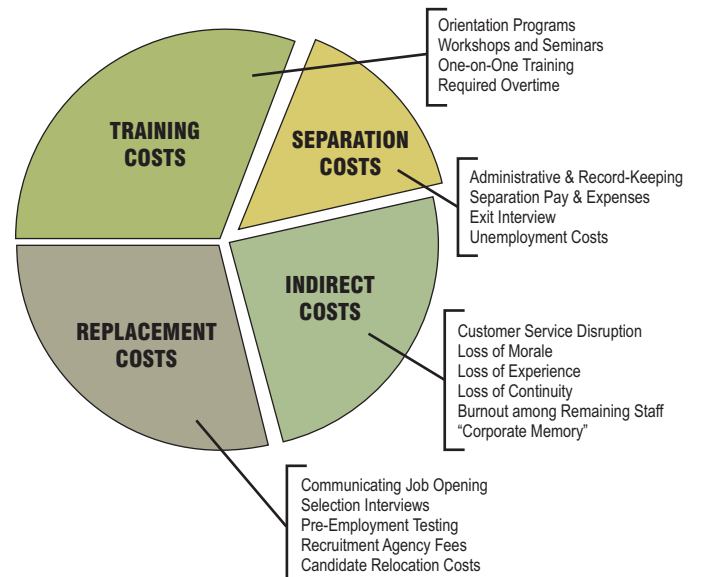 TRAINING
COSTS
Orientation Programs
Workshops and Seminars
One-on-One Training
Required Overtime
SEPARATION
COSTS
Administrative & Record-Keeping
Separation Pay & Expenses
Exit Interview
Unemployment Costs
INDIRECT
COSTS
Customer Service Disruption
Loss of Morale
Loss of Experience
Loss of Continuity
Burnout among Remaining Staff
“Corporate Memory”
REPLACEMENT
COSTS
Communicating Job Opening
Selection Interviews
Pre-Employment Testing
Recruitment Agency Fees
Candidate Relocation Costs